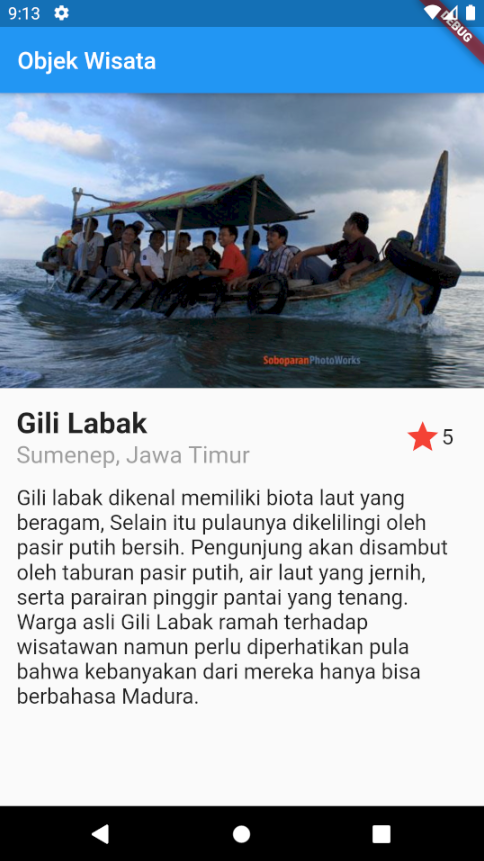 9:13
DEBUG
Objek Wisata
SoboparanPhotoWorks
Gili Labak
Sumenep, Jawa Timur
5
Gili labak dikenal memiliki biota laut yang
beragam, Selain itu pulaunya dikelilingi oleh
pasir putih bersih. Pengunjung akan disambut
oleh taburan pasir putih, air laut yang jernih,
serta parairan pinggir pantai yang tenang.
Warga asli Gili Labak ramah terhadap
wisatawan namun perlu diperhatikan pula
bahwa kebanyakan dari mereka hanya bisa
berbahasa Madura.